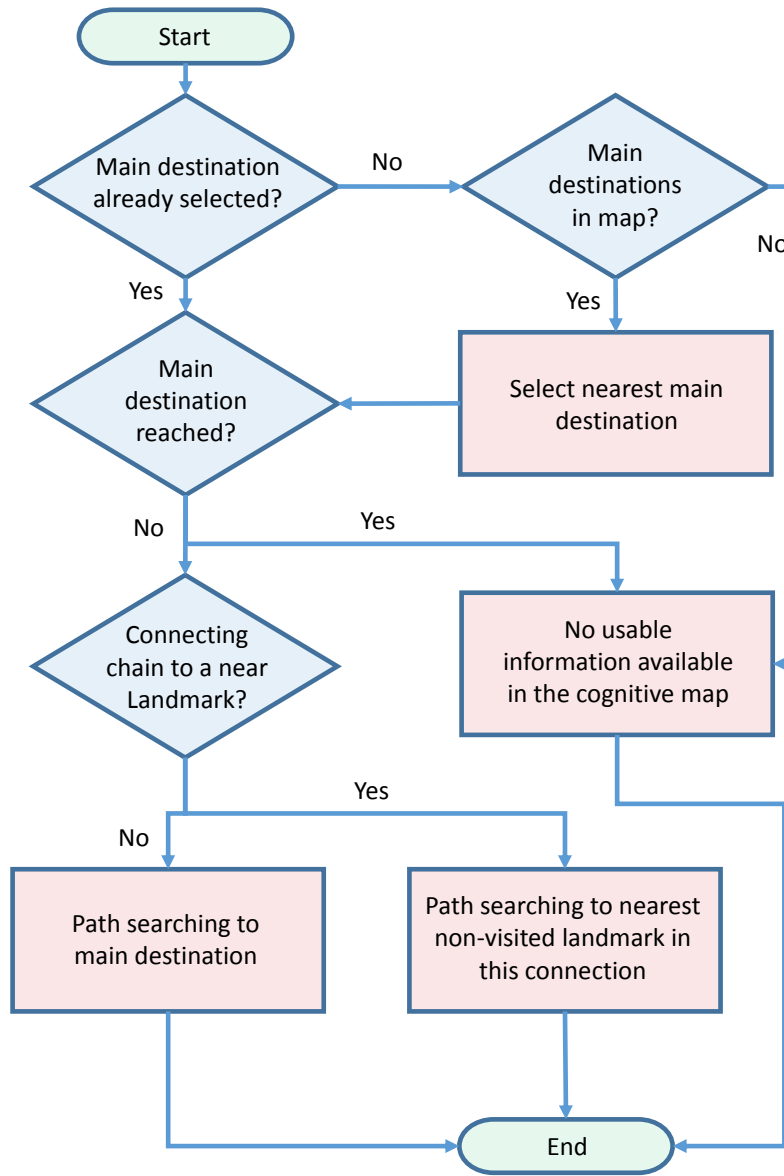 Start
Main destination
already selected?
No
Main
destinations
in map?
No
Yes
Yes
Main
destination
reached?
Select nearest main
destination
No
Yes
Connecting
chain to a near
Landmark?
No usable
information available
in the cognitive map
Yes
No
Path searching to
main destination
Path searching to nearest
non-visited landmark in
this connection
End